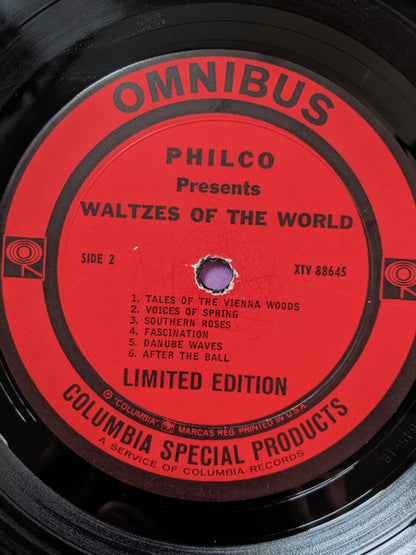 OMNIBUS
PHILCO
Presents
WALTZES OF THE WORLD
SIDE 2
XTV 88645
1. TALES OF THE VIENNA WOODS
2. VOICES OF SPRING
3. SOUTHERN ROSES
4. FASCINATION
5. DANUBE WAVES
6. AFTER THE BALL
LIMITED EDITION
Ⓟ "COLUMBIA" MARCAS REG. PRINTED IN U.S.A.
COLUMBIA SPECIAL PRODUCTS
A SERVICE OF COLUMBIA RECORDS